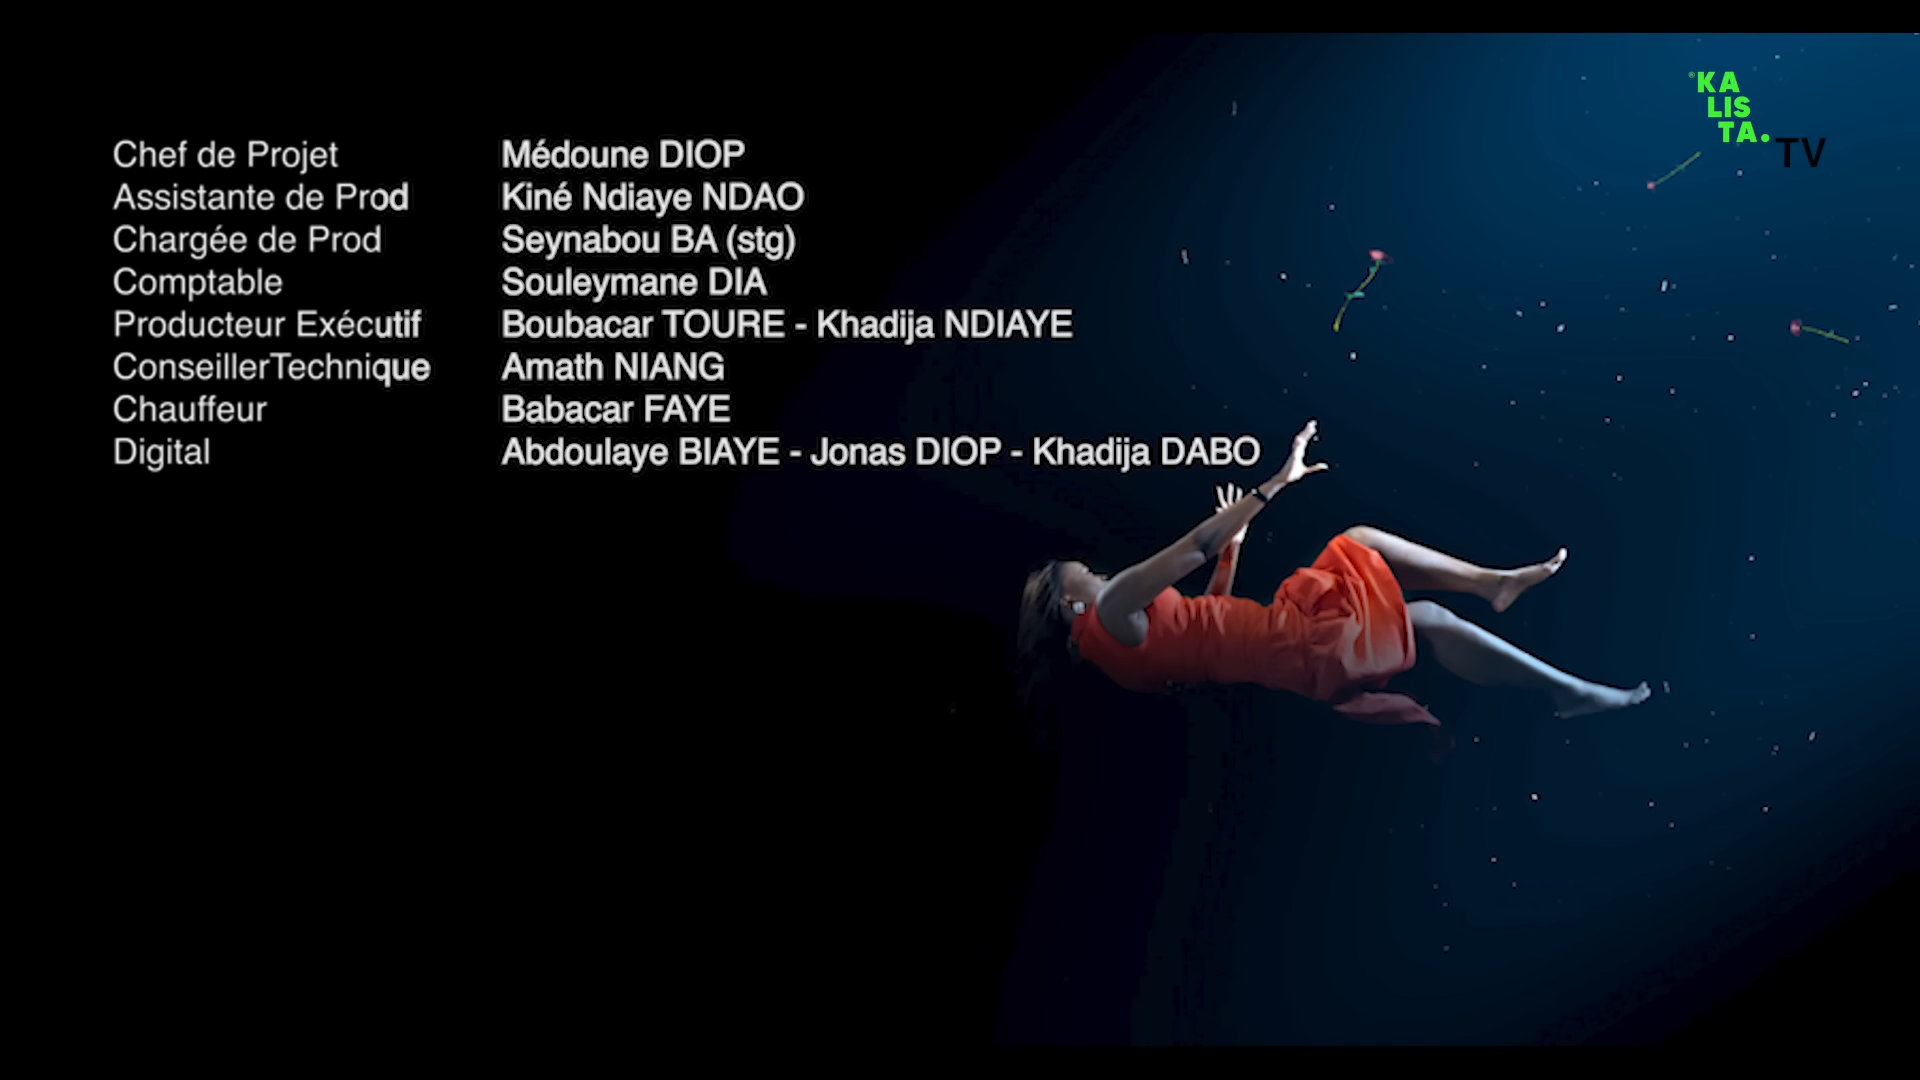 Chef de Projet Médoune DIOP
Assistante de Prod Kiné Ndiaye NDAO
Chargée de Prod Seynabou BA (stg)
Comptable Souleymane DIA
Producteur Exécutif Boubacar TOURE - Khadija NDIAYE
ConseillerTechnique Amath NIANG
Chauffeur Babacar FAYE
Digital Abdoulaye BIAYE - Jonas DIOP - Khadija DABO
KA
LIS
TA.
TV